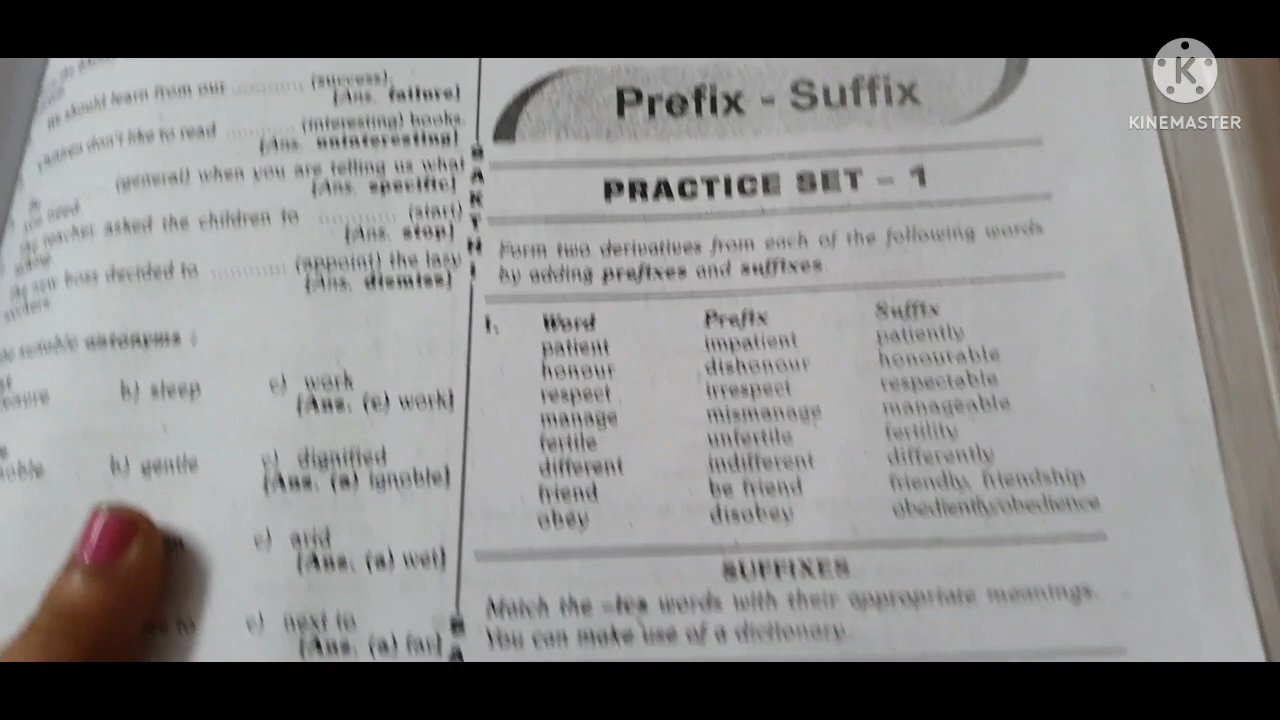 us should learn from our ............ (success).
[Ans. failure]
don't like to read ............ (interesting) books.
[Ans. uninteresting]
(general) when you are telling us what
need. [Ans. specific]
teacher asked the children to ............ (start)
[Ans. stop]
boss decided to ............ (appoint) the lazy
[Ans. dismiss]
suitable antonyms :
b) sleep c) work
[Ans. (c) work]
b) gentle c) dignified
[Ans. (a) ignoble]
c) arid
[Ans. (a) wet]
c) next to
[Ans. (a) far]
Prefix - Suffix
PRACTICE SET – 1
Form two derivatives from each of the following words
by adding prefixes and suffixes.
1. Word Prefix Suffix
patient impatient patiently
honour dishonour honourable
respect irrespect respectable
manage mismanage manageable
fertile unfertile fertility
different indifferent differently
friend be friend friendly, friendship
obey disobey obediently/obedience
SUFFIXES
Match the words with their appropriate meanings.
You can make use of a dictionary.
K
KINEMASTER